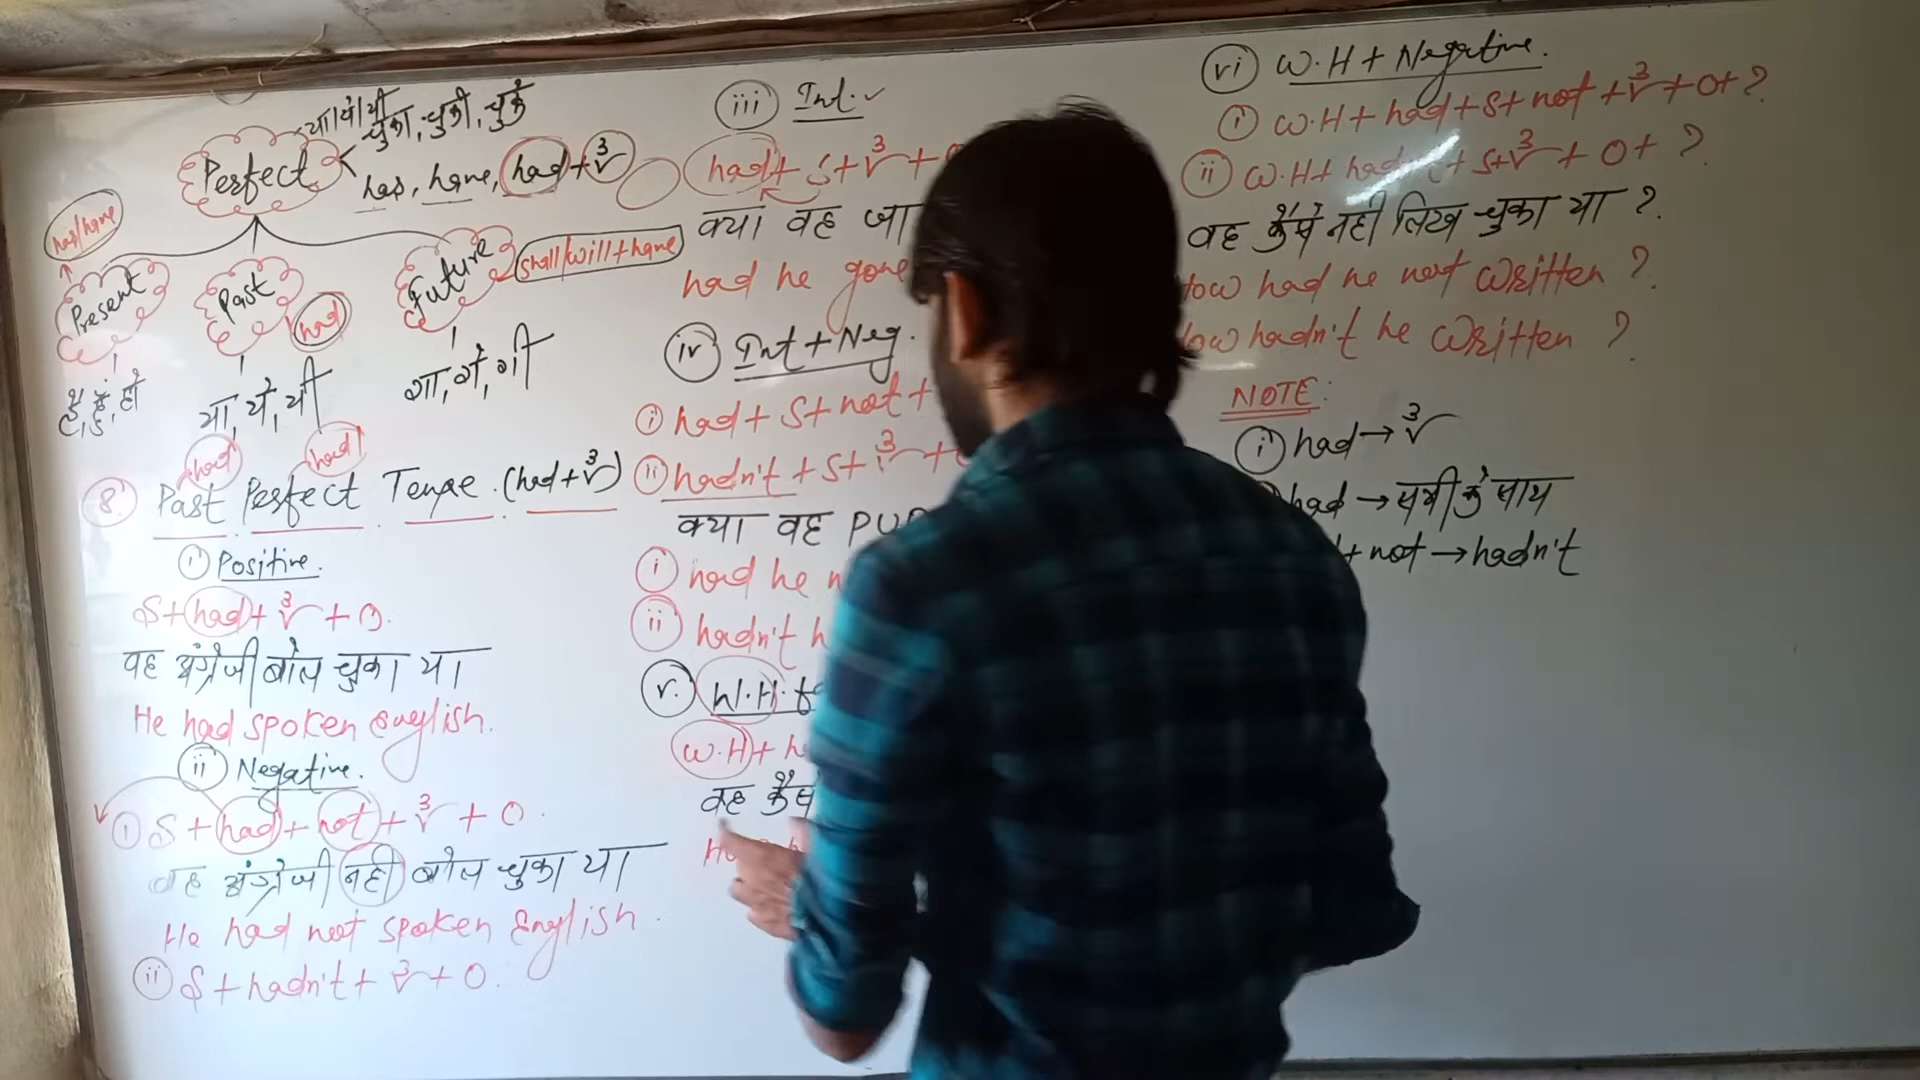 या।ये।यी
चुका, चुकी, चुके
Perfect
has, have, had + V³
has/have
Present
Past
had
Future
shall/will + have
है, हैं, हो
था, थे, थी
गा, गे, गी
had
had
8. Past Perfect Tense. (had + V³)
i Positive.
S + had + V³ + O.
वह अंग्रेजी बोल चुका था
He had spoken English.
ii Negative.
i S + had + not + V³ + O.
वह अंग्रेजी नही बोल चुका था
He had not spoken English.
ii S + hadn't + V³ + O.
iii Int.
had + S + V³ +
क्या वह जा
had he gone
iv Int + Neg.
i had + S + not +
ii hadn't + S + V³ +
क्या वह
i had he
ii hadn't
v. W.H.
W.H +
वह कैसे
vi W.H + Negative.
i W.H + had + S + not + V³ + O + ?
ii W.H + hadn't + S + V³ + O + ?
वह कैसे नही लिख चुका था ?
How had he not written ?
How hadn't he written ?
NOTE:
i had → V³
had → सभी के साथ
+ not → hadn't